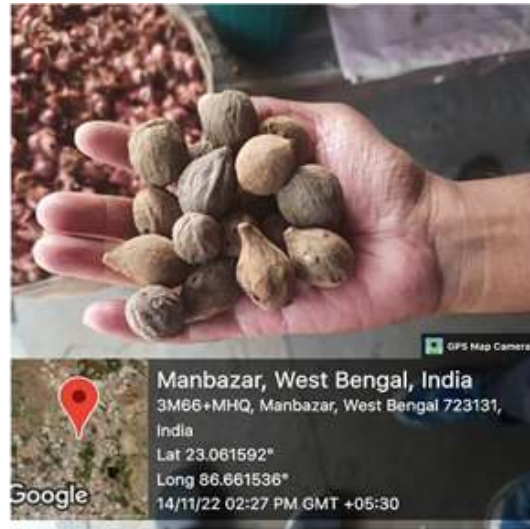 GPS Map Camera
Manbazar, West Bengal, India
3M66+MHQ, Manbazar, West Bengal 723131,
India
Lat 23.061592°
Long 86.661536°
14/11/22 02:27 PM GMT +05:30
Google